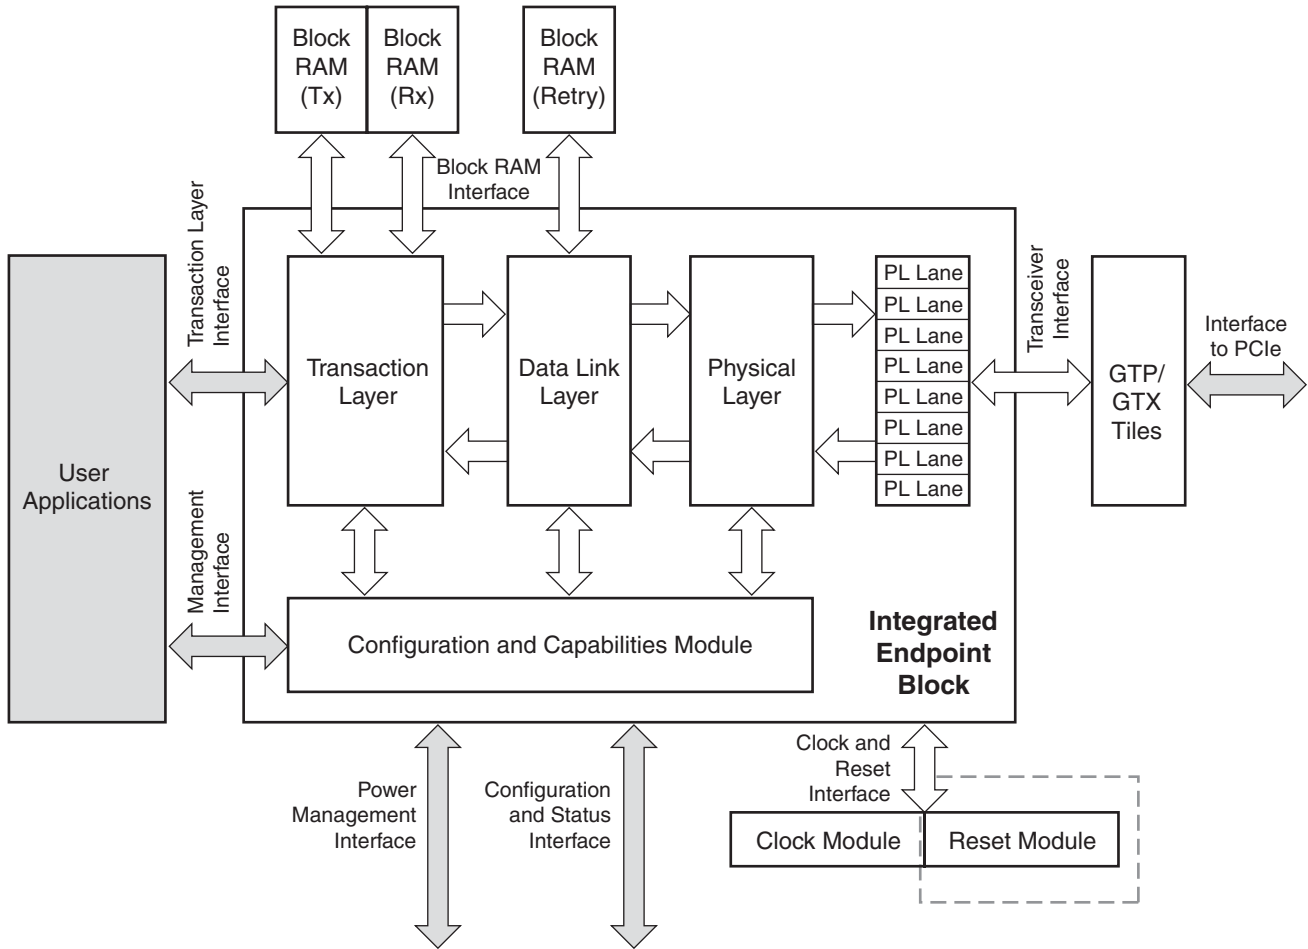 Block
RAM
(Tx)
Block
RAM
(Rx)
Block
RAM
(Retry)
Block RAM
Interface
Transaction Layer
Interface
User
Applications
Management
Interface
Transaction
Layer
Data Link
Layer
Physical
Layer
PL Lane
PL Lane
PL Lane
PL Lane
PL Lane
PL Lane
PL Lane
PL Lane
Transceiver
Interface
GTP/
GTX
Tiles
Interface
to PCIe
Configuration and Capabilities Module
Integrated
Endpoint
Block
Power
Management
Interface
Configuration
and Status
Interface
Clock and
Reset
Interface
Clock Module
Reset Module